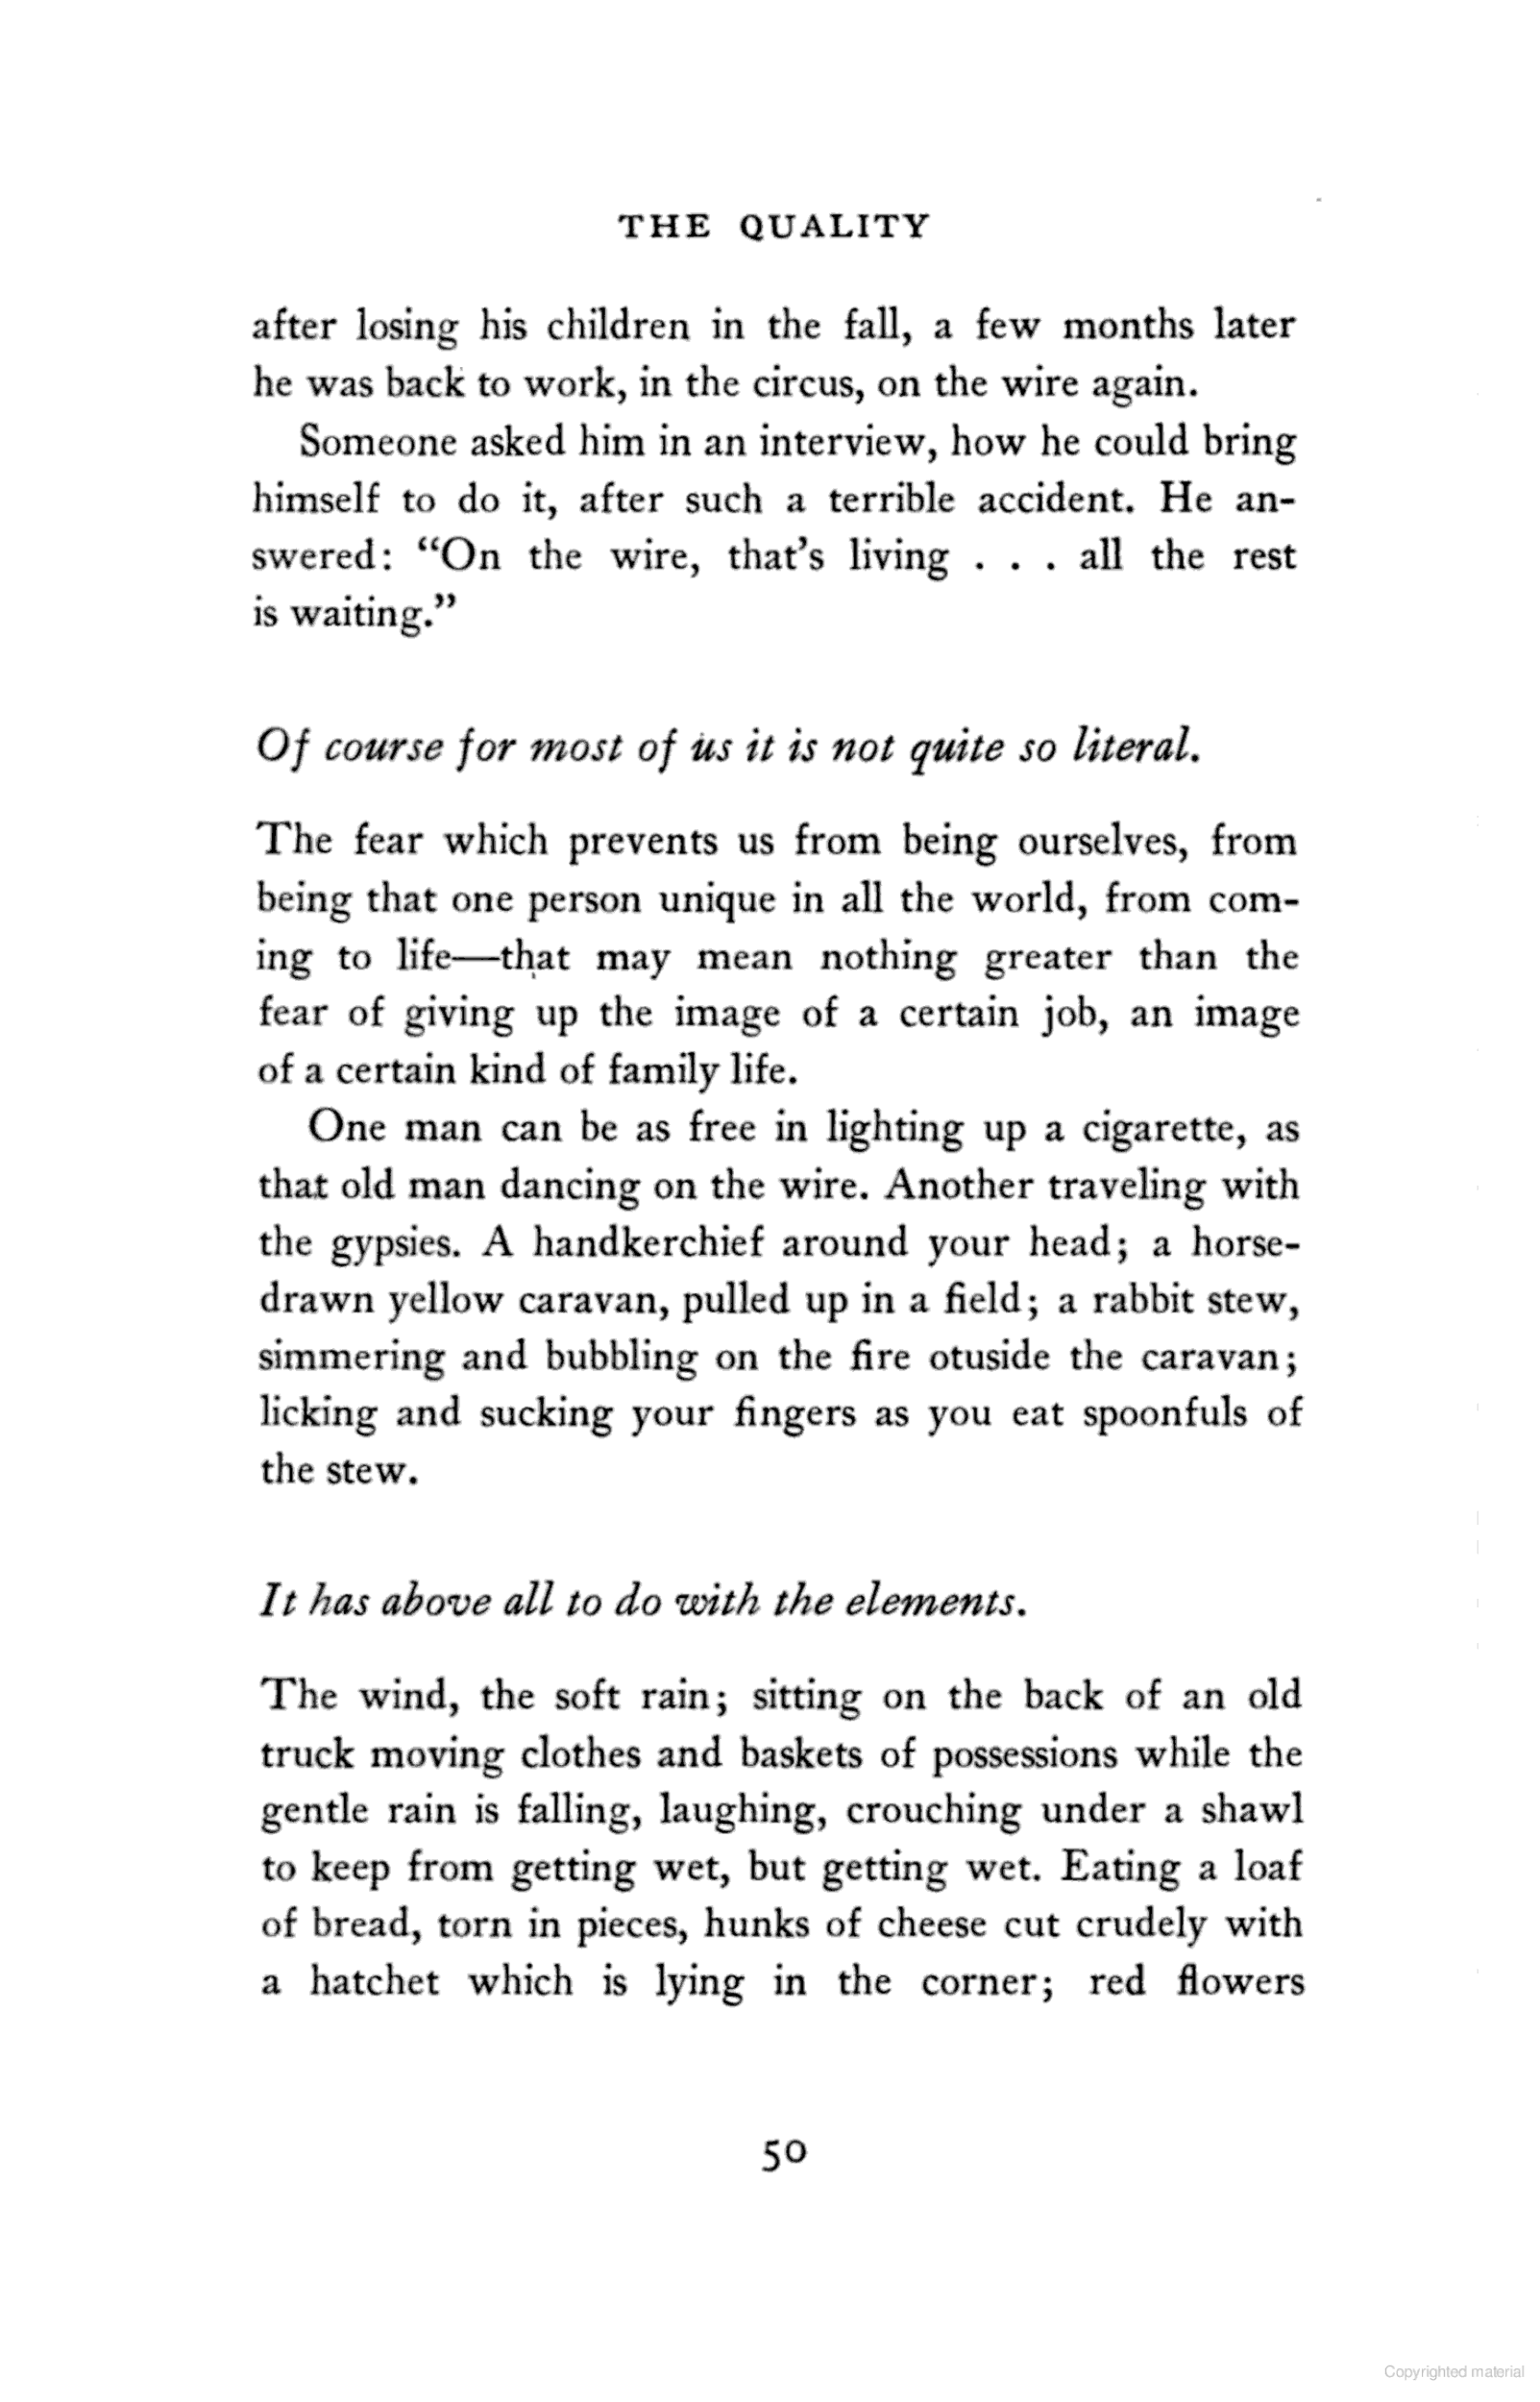 THE QUALITY
after losing his children in the fall, a few months later
he was back to work, in the circus, on the wire again.
Someone asked him in an interview, how he could bring
himself to do it, after such a terrible accident. He an-
swered: “On the wire, that’s living . . . all the rest
is waiting.”
Of course for most of us it is not quite so literal.
The fear which prevents us from being ourselves, from
being that one person unique in all the world, from com-
ing to life—that may mean nothing greater than the
fear of giving up the image of a certain job, an image
of a certain kind of family life.
One man can be as free in lighting up a cigarette, as
that old man dancing on the wire. Another traveling with
the gypsies. A handkerchief around your head; a horse-
drawn yellow caravan, pulled up in a field; a rabbit stew,
simmering and bubbling on the fire otuside the caravan;
licking and sucking your fingers as you eat spoonfuls of
the stew.
It has above all to do with the elements.
The wind, the soft rain; sitting on the back of an old
truck moving clothes and baskets of possessions while the
gentle rain is falling, laughing, crouching under a shawl
to keep from getting wet, but getting wet. Eating a loaf
of bread, torn in pieces, hunks of cheese cut crudely with
a hatchet which is lying in the corner; red flowers
50
Copyrighted material